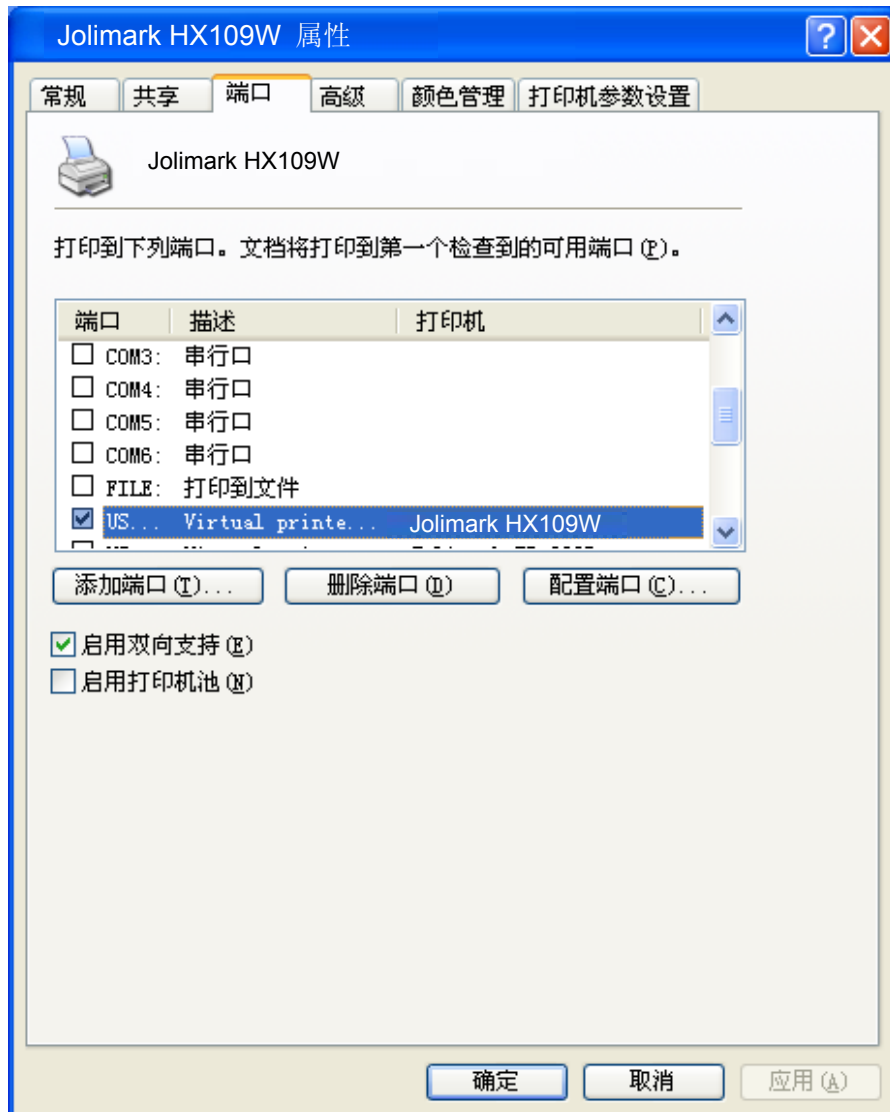 Jolimark HX109W 属性
常规 共享 端口 高级 颜色管理 打印机参数设置
Jolimark HX109W
打印到下列端口。文档将打印到第一个检查到的可用端口(P)。
端口 描述 打印机
COM3: 串行口
COM4: 串行口
COM5: 串行口
COM6: 串行口
FILE: 打印到文件
US... Virtual printe... Jolimark HX109W
添加端口(T)... 删除端口(D) 配置端口(C)...
启用双向支持(E)
启用打印机池(N)
确定 取消 应用(A)